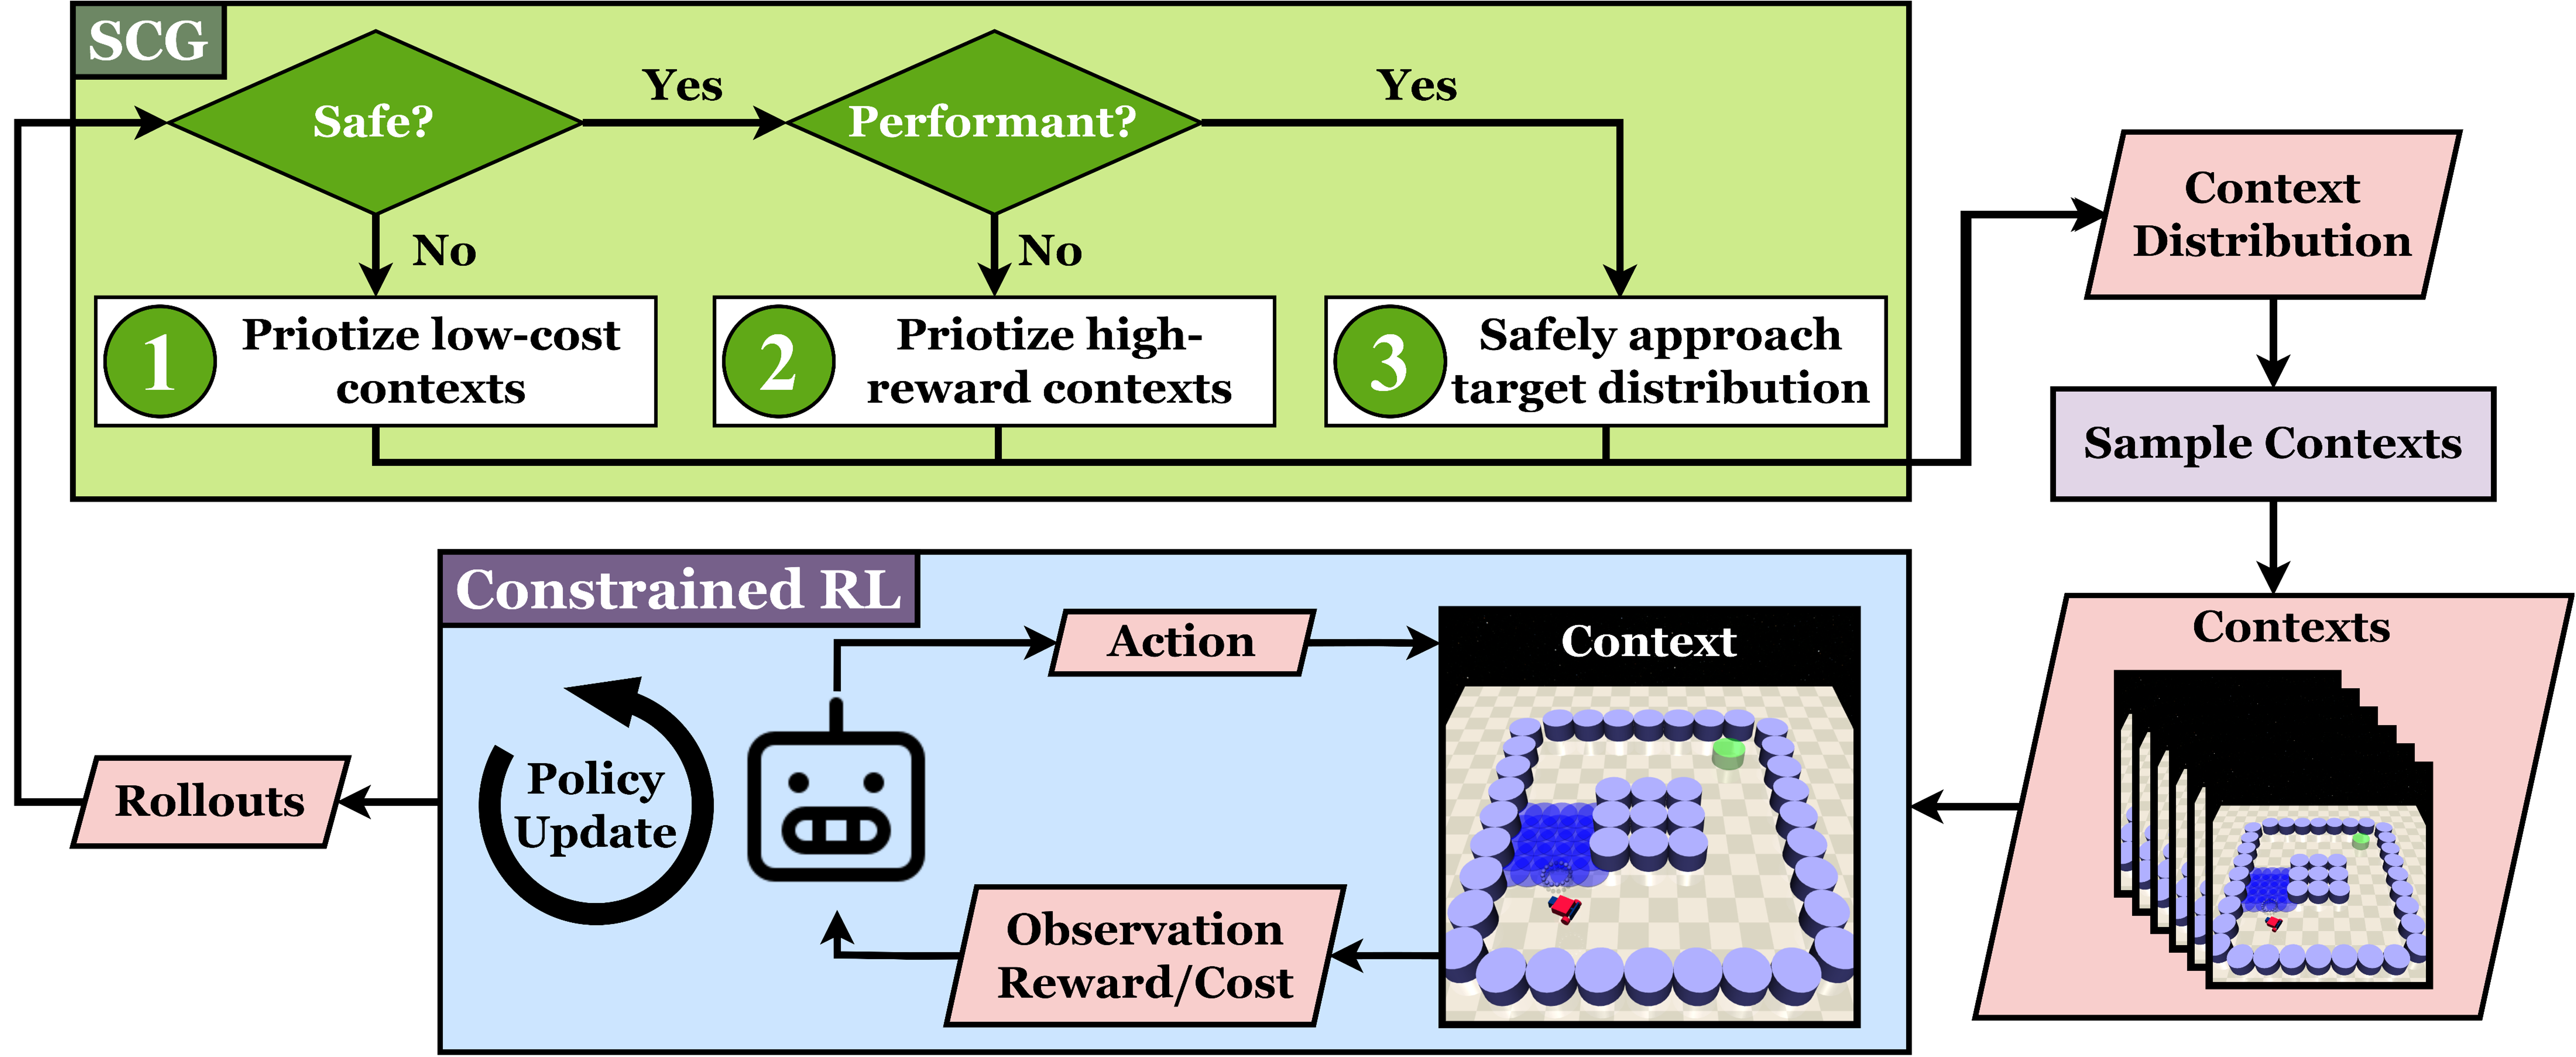 SCG
Safe?
Yes
Performant?
Yes
No
No
1
Priotize low-cost
contexts
2
Priotize high-
reward contexts
3
Safely approach
target distribution
Context
Distribution
Sample Contexts
Contexts
Constrained RL
Action
Context
Policy
Update
Observation
Reward/Cost
Rollouts